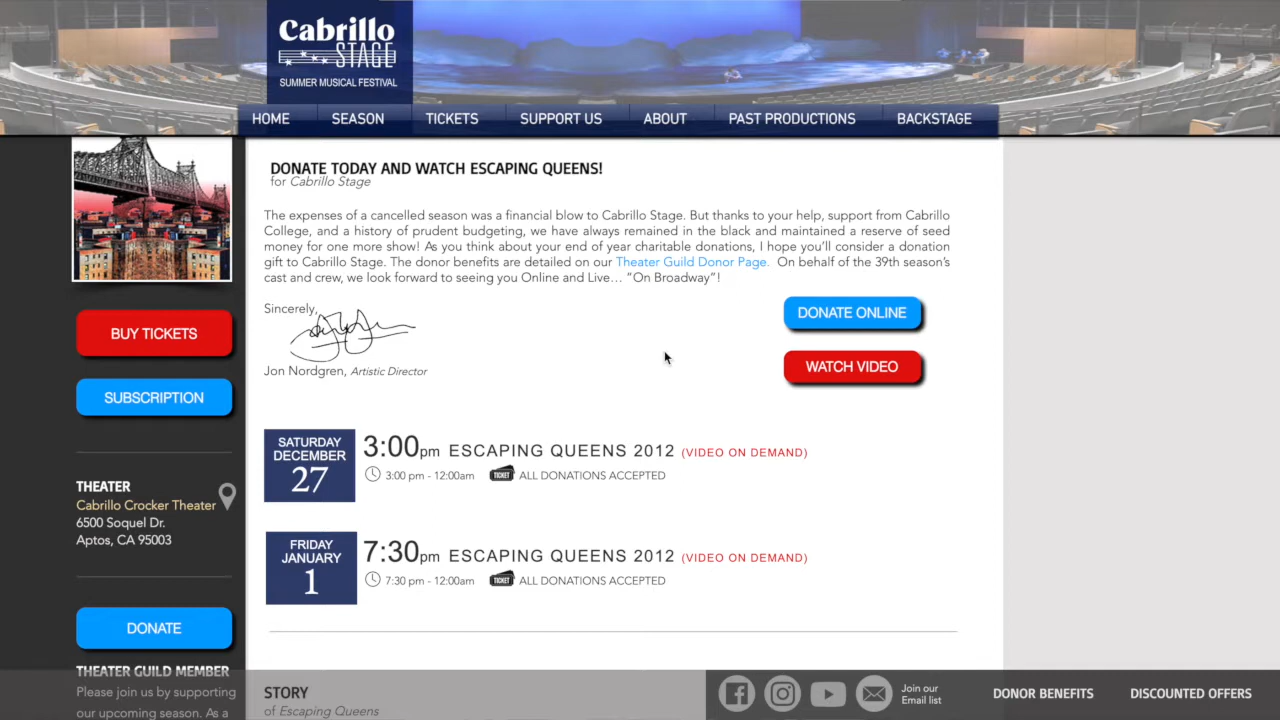 Cabrillo
STAGE
SUMMER MUSICAL FESTIVAL
HOME SEASON TICKETS SUPPORT US ABOUT PAST PRODUCTIONS BACKSTAGE
BUY TICKETS
SUBSCRIPTION
THEATER
Cabrillo Crocker Theater
6500 Soquel Dr.
Aptos, CA 95003
DONATE
THEATER GUILD MEMBER
Please join us by supporting
our upcoming season. As a
DONATE TODAY AND WATCH ESCAPING QUEENS!
for Cabrillo Stage
The expenses of a cancelled season was a financial blow to Cabrillo Stage. But thanks to your help, support from Cabrillo
College, and a history of prudent budgeting, we have always remained in the black and maintained a reserve of seed
money for one more show! As you think about your end of year charitable donations, I hope you'll consider a donation
gift to Cabrillo Stage. The donor benefits are detailed on our Theater Guild Donor Page. On behalf of the 39th season's
cast and crew, we look forward to seeing you Online and Live... "On Broadway"!
Sincerely,
Jon Nordgren, Artistic Director
DONATE ONLINE
WATCH VIDEO
SATURDAY
DECEMBER
27
3:00pm ESCAPING QUEENS 2012 (VIDEO ON DEMAND)
3:00 pm - 12:00am TICKET ALL DONATIONS ACCEPTED
FRIDAY
JANUARY
1
7:30pm ESCAPING QUEENS 2012 (VIDEO ON DEMAND)
7:30 pm - 12:00am TICKET ALL DONATIONS ACCEPTED
STORY
of Escaping Queens
Join our
Email list
DONOR BENEFITS DISCOUNTED OFFERS